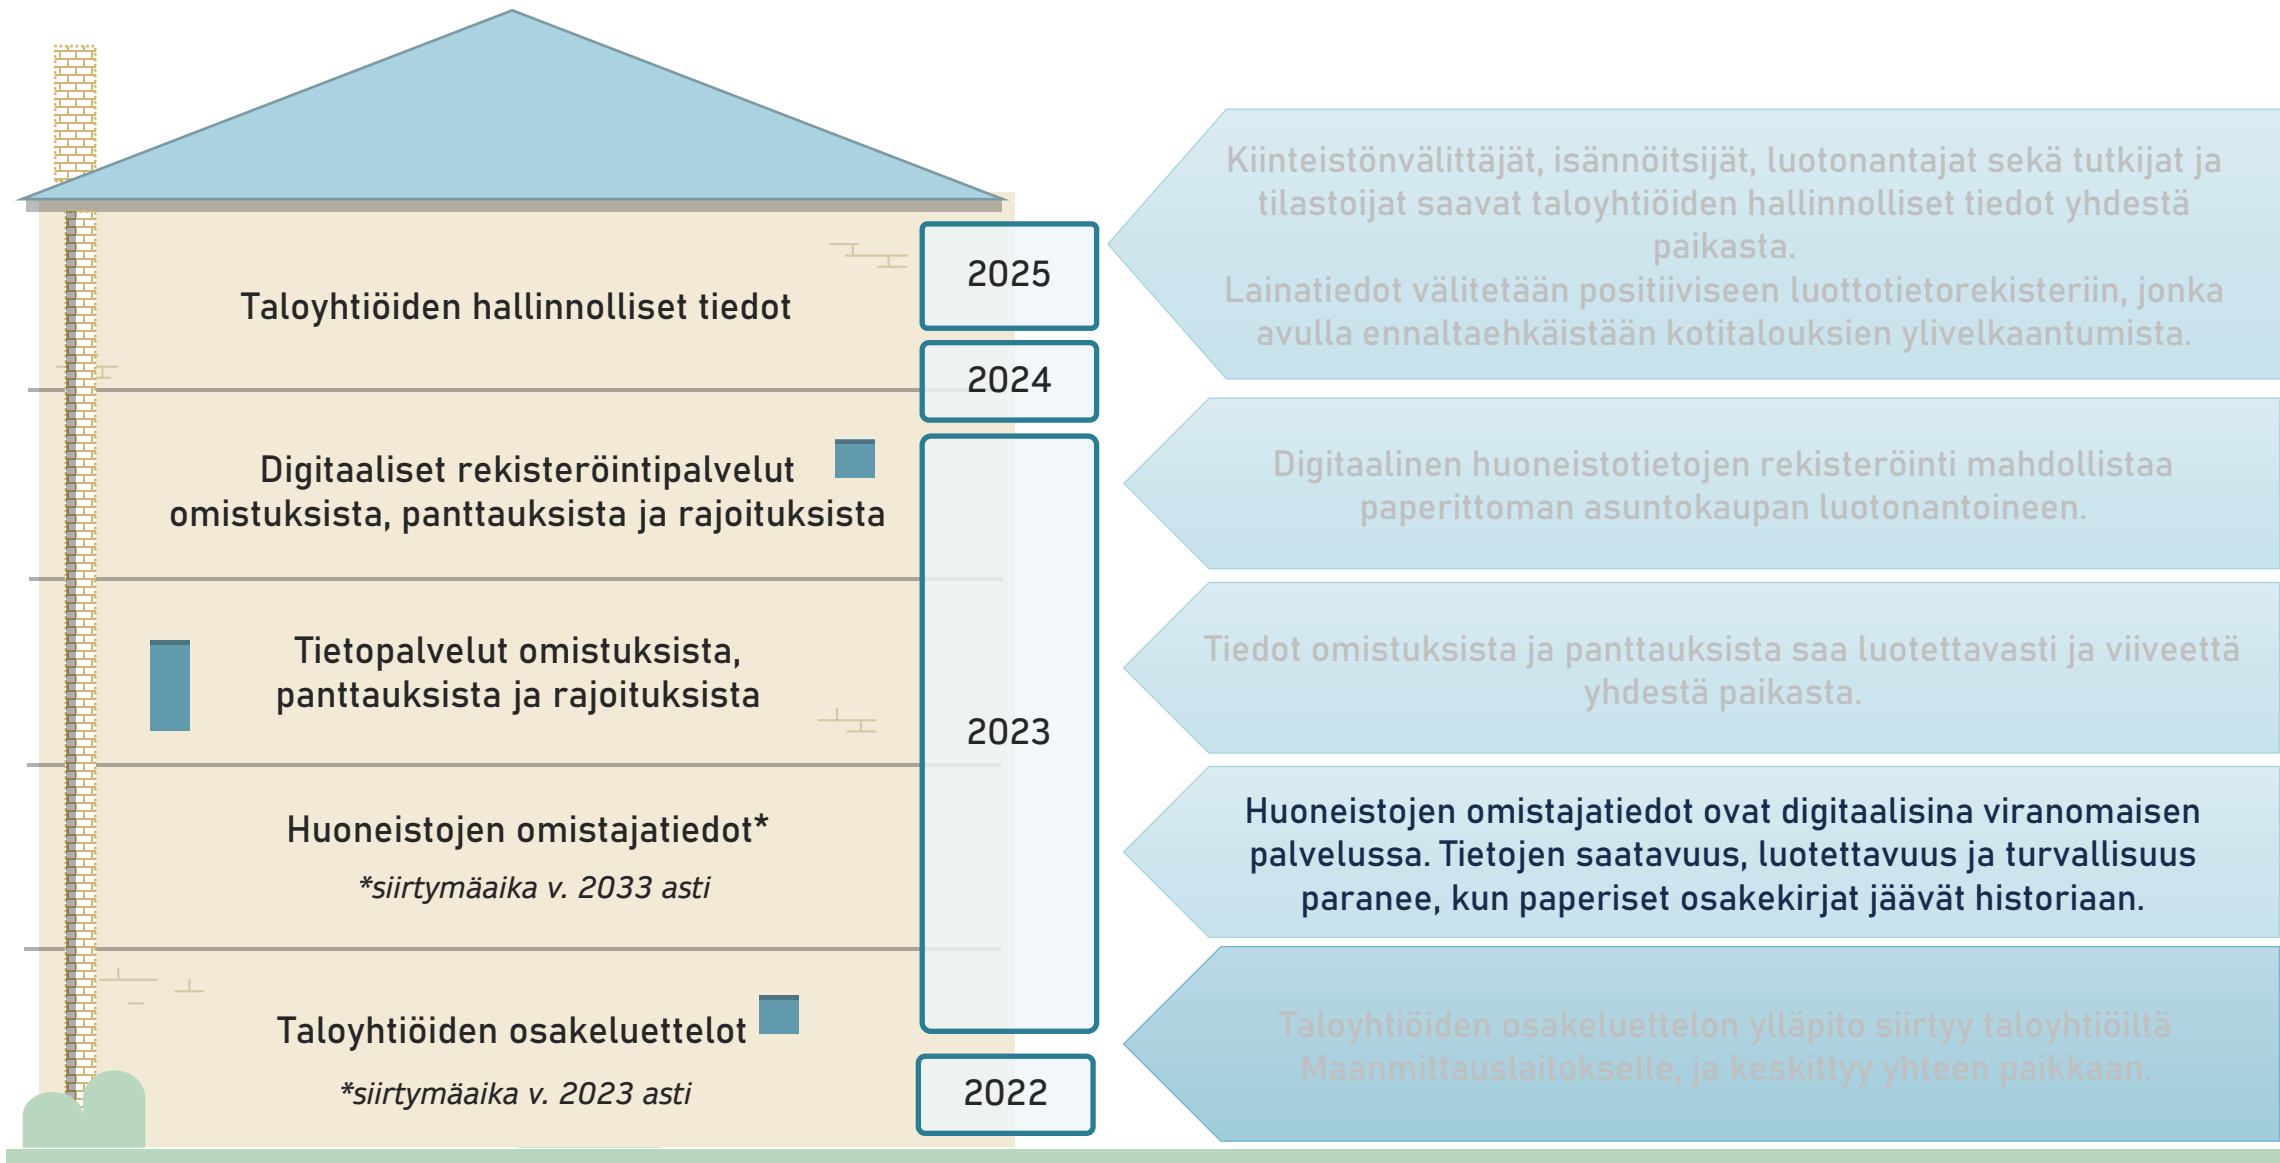 Taloyhtiöiden hallinnolliset tiedot
Digitaaliset rekisteröintipalvelut
omistuksista, panttauksista ja rajoituksista
Tietopalvelut omistuksista,
panttauksista ja rajoituksista
Huoneistojen omistajatiedot*
*siirtymäaika v. 2033 asti
Taloyhtiöiden osakeluettelot
*siirtymäaika v. 2023 asti
2025
2024
2023
2022
Kiinteistönvälittäjät, isännöitsijät, luotonantajat sekä tutkijat ja
tilastoijat saavat taloyhtiöiden hallinnolliset tiedot yhdestä
paikasta.
Lainatiedot välitetään positiiviseen luottotietorekisteriin, jonka
avulla ennaltaehkäistään kotitalouksien ylivelkaantumista.
Digitaalinen huoneistotietojen rekisteröinti mahdollistaa
paperittoman asuntokaupan luotonantoineen.
Tiedot omistuksista ja panttauksista saa luotettavasti ja viiveettä
yhdestä paikasta.
Huoneistojen omistajatiedot ovat digitaalisina viranomaisen
palvelussa. Tietojen saatavuus, luotettavuus ja turvallisuus
paranee, kun paperiset osakekirjat jäävät historiaan.
Taloyhtiöiden osakeluettelon ylläpito siirtyy taloyhtiöiltä
Maanmittauslaitokselle, ja keskittyy yhteen paikkaan.